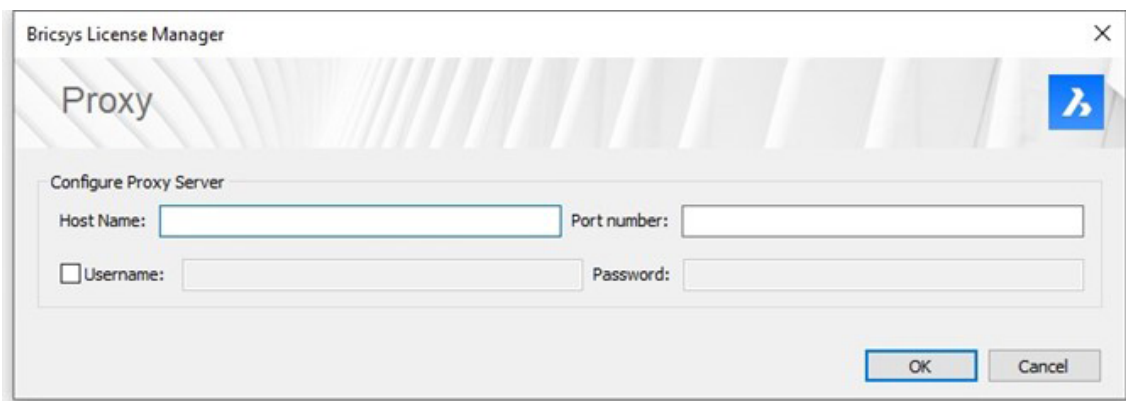 Bricsys License Manager
Proxy
Configure Proxy Server
Host Name: Port number:
Username: Password:
OK Cancel